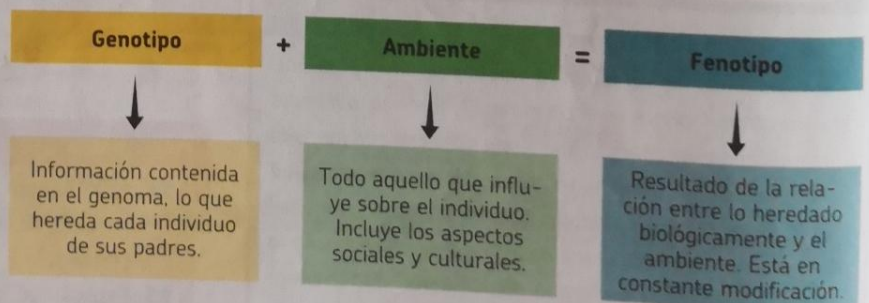 Genotipo + Ambiente = Fenotipo
Información contenida
en el genoma, lo que
hereda cada individuo
de sus padres.
Todo aquello que influ-
ye sobre el individuo.
Incluye los aspectos
sociales y culturales.
Resultado de la rela-
ción entre lo heredado
biológicamente y el
ambiente. Está en
constante modificación.